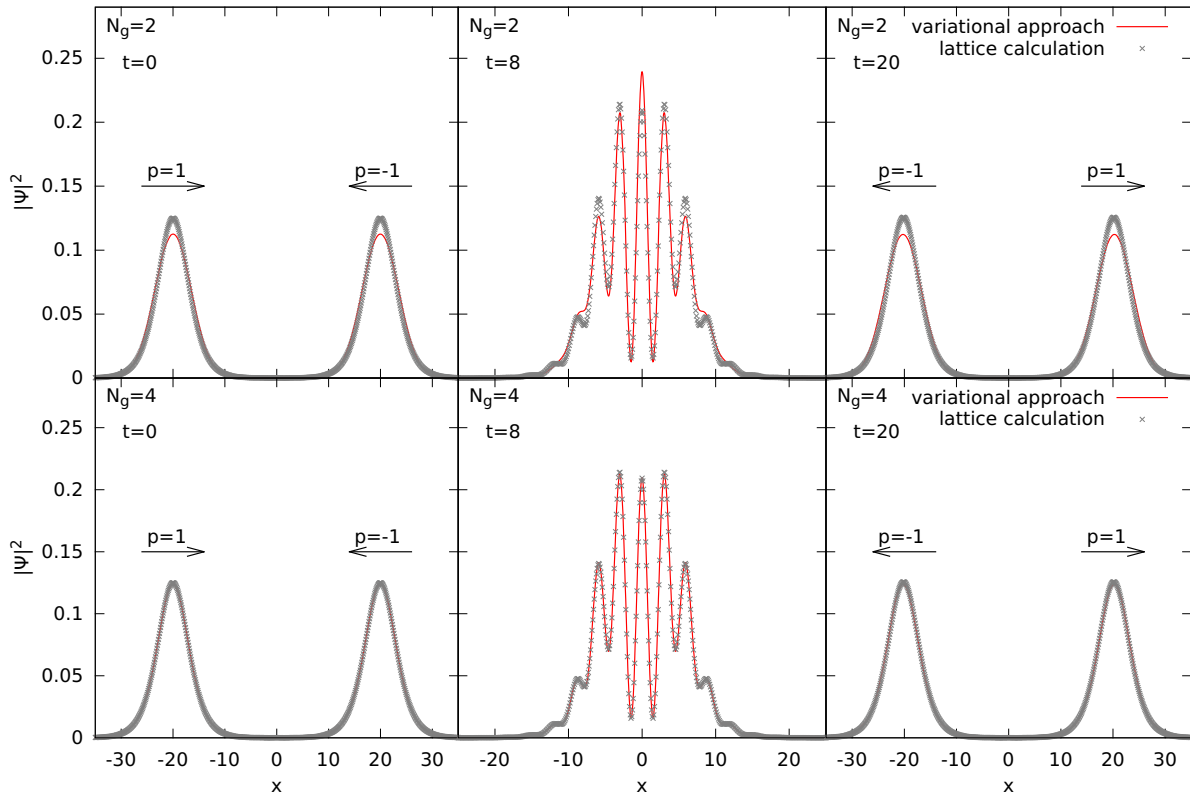 N_g=2
t=0
p=1
p=-1
|Ψ|²
0.25
0.2
0.15
0.1
0.05
0
N_g=2
t=8
N_g=2
t=20
variational approach
lattice calculation
p=-1
p=1
N_g=4
t=0
p=1
p=-1
|Ψ|²
0.25
0.2
0.15
0.1
0.05
0
-30 -20 -10 0 10 20 30
x
N_g=4
t=8
-20 -10 0 10 20
x
N_g=4
t=20
variational approach
lattice calculation
p=-1
p=1
-30 -20 -10 0 10 20 30
x